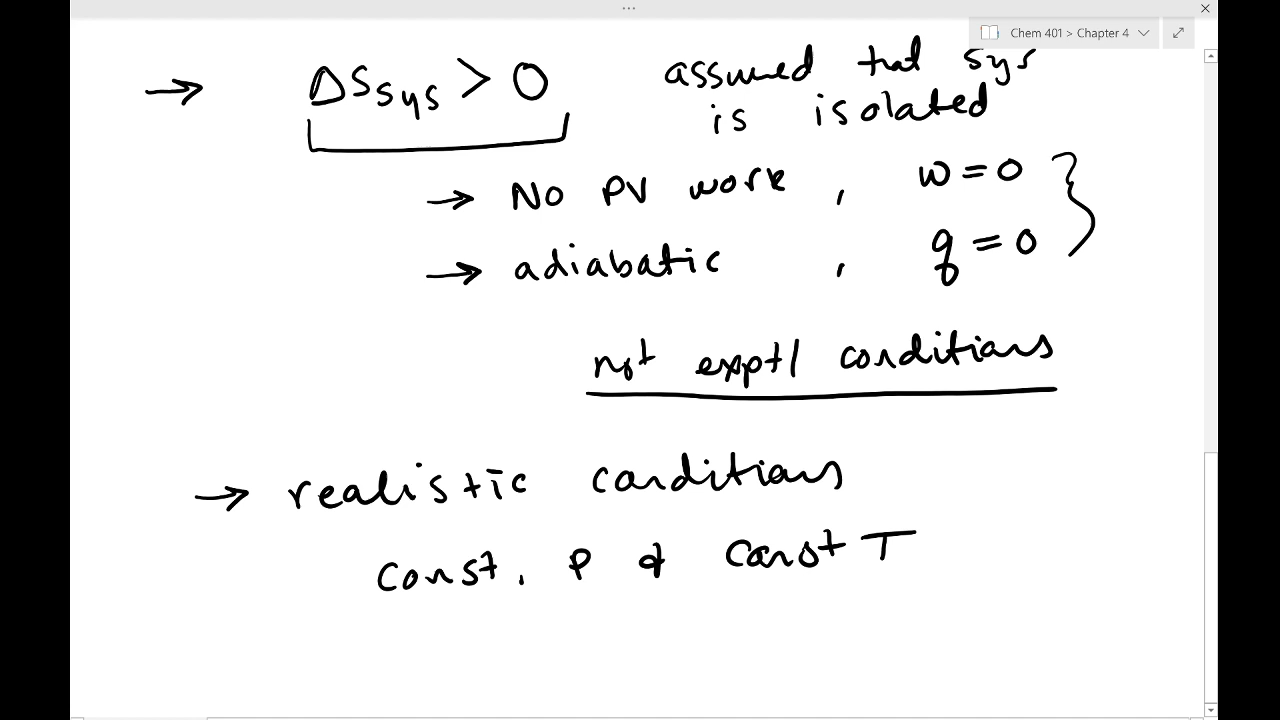 Chem 401 > Chapter 4
→ ΔSsys > 0 assumed that sys
is isolated
→ No PV work , w = 0
→ adiabatic , q = 0
not exptl conditions
→ realistic conditions
const. P & const T